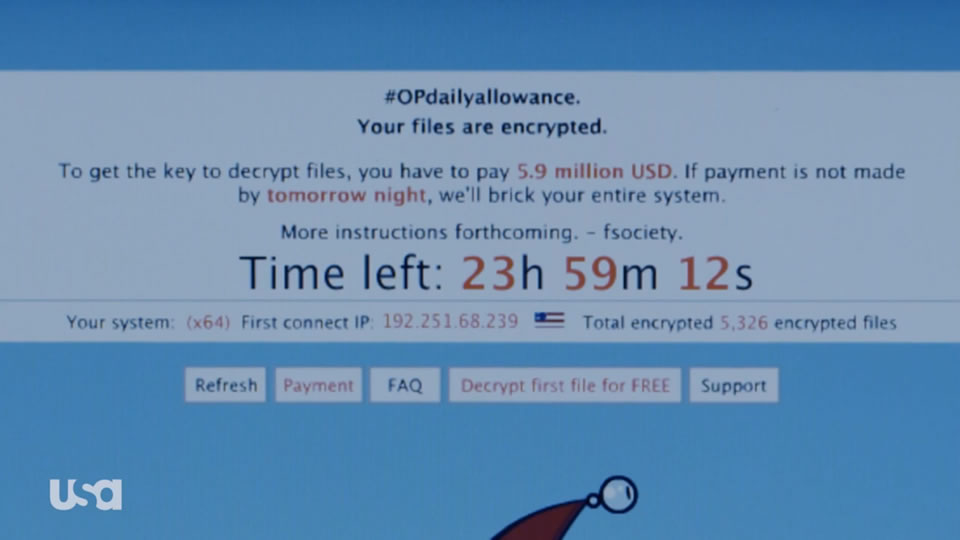 #OPdailyallowance.
Your files are encrypted.
To get the key to decrypt files, you have to pay 5.9 million USD. If payment is not made
by tomorrow night, we'll brick your entire system.
More instructions forthcoming. - fsociety.
Time left: 23h 59m 12s
Your system: (x64) First connect IP: 192.251.68.239 Total encrypted 5,326 encrypted files
Refresh Payment FAQ Decrypt first file for FREE Support
usa